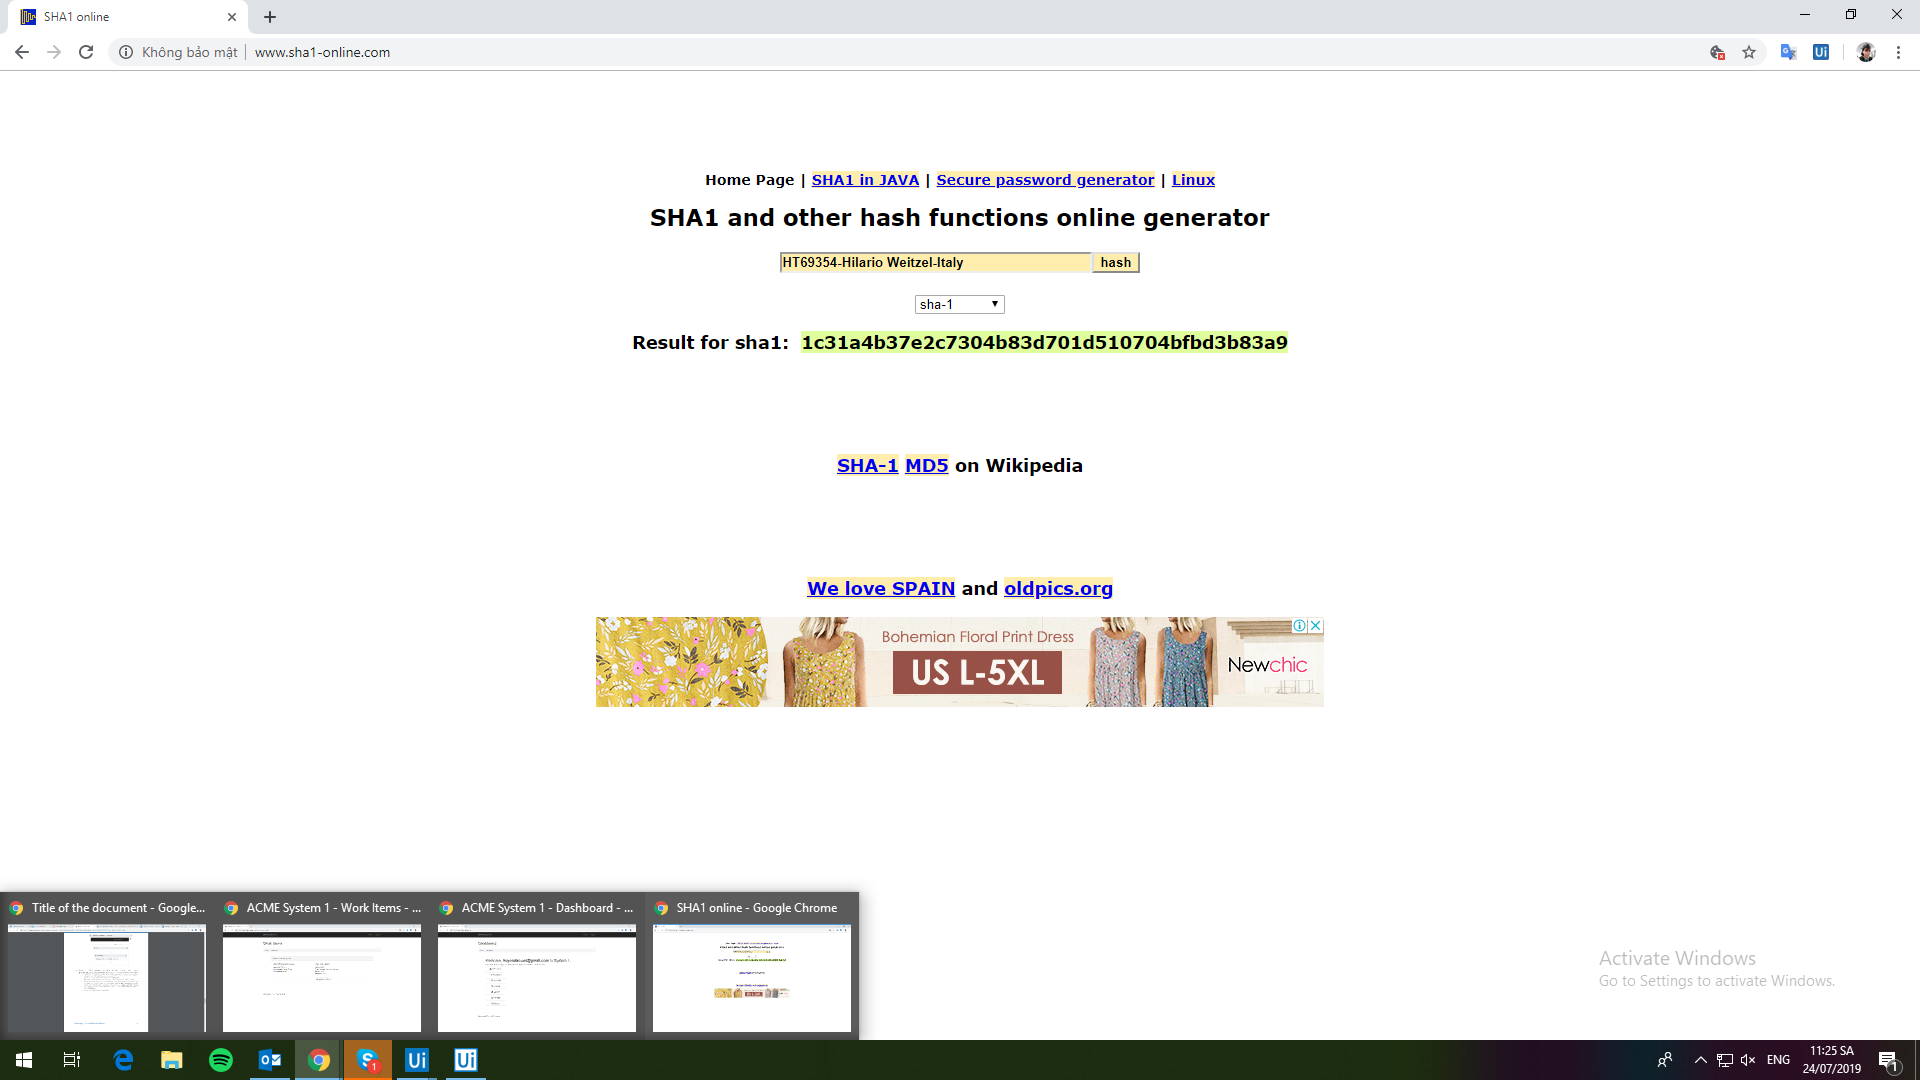 SHA1 online
Không bảo mật
www.sha1-online.com
Home Page | SHA1 in JAVA | Secure password generator | Linux
SHA1 and other hash functions online generator
HT69354-Hilario Weitzel-Italy hash
sha-1
Result for sha1: 1c31a4b37e2c7304b83d701d510704bfbd3b83a9
SHA-1 MD5 on Wikipedia
We love SPAIN and oldpics.org
Bohemian Floral Print Dress
US L-5XL
Newchic
Title of the document - Google...
ACME System 1 - Work Items - ...
ACME System 1 - Dashboard - ...
SHA1 online - Google Chrome
Activate Windows
Go to Settings to activate Windows.
ENG
11:25 SA
24/07/2019